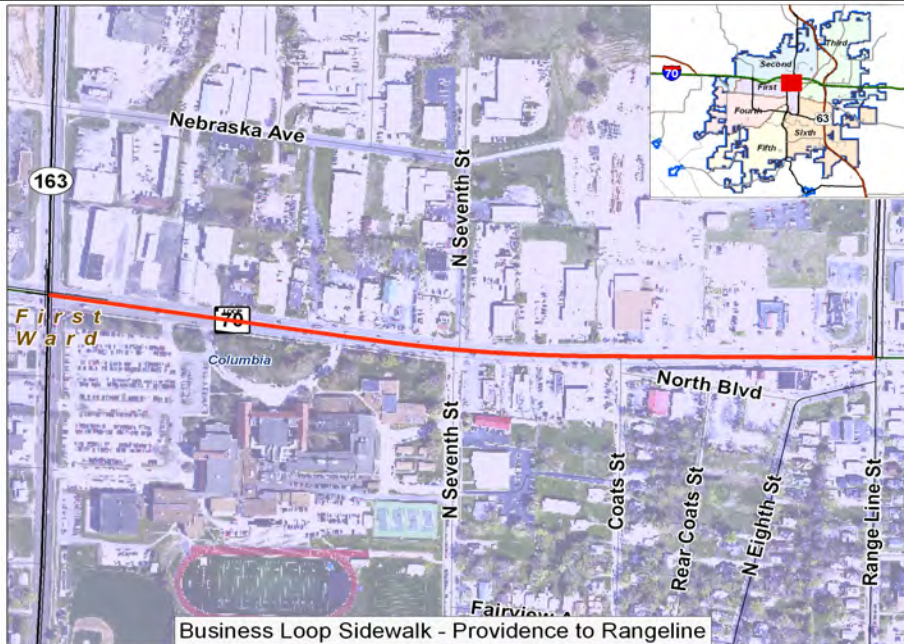 Third
Second
70
First
Fourth
63
Sixth
Fifth
Nebraska Ave
N Seventh St
163
First
Ward
70
Columbia
North Blvd
N Seventh St
Coats St
Rear Coats St
N Eighth St
Range Line St
Fairview A
Business Loop Sidewalk - Providence to Rangeline